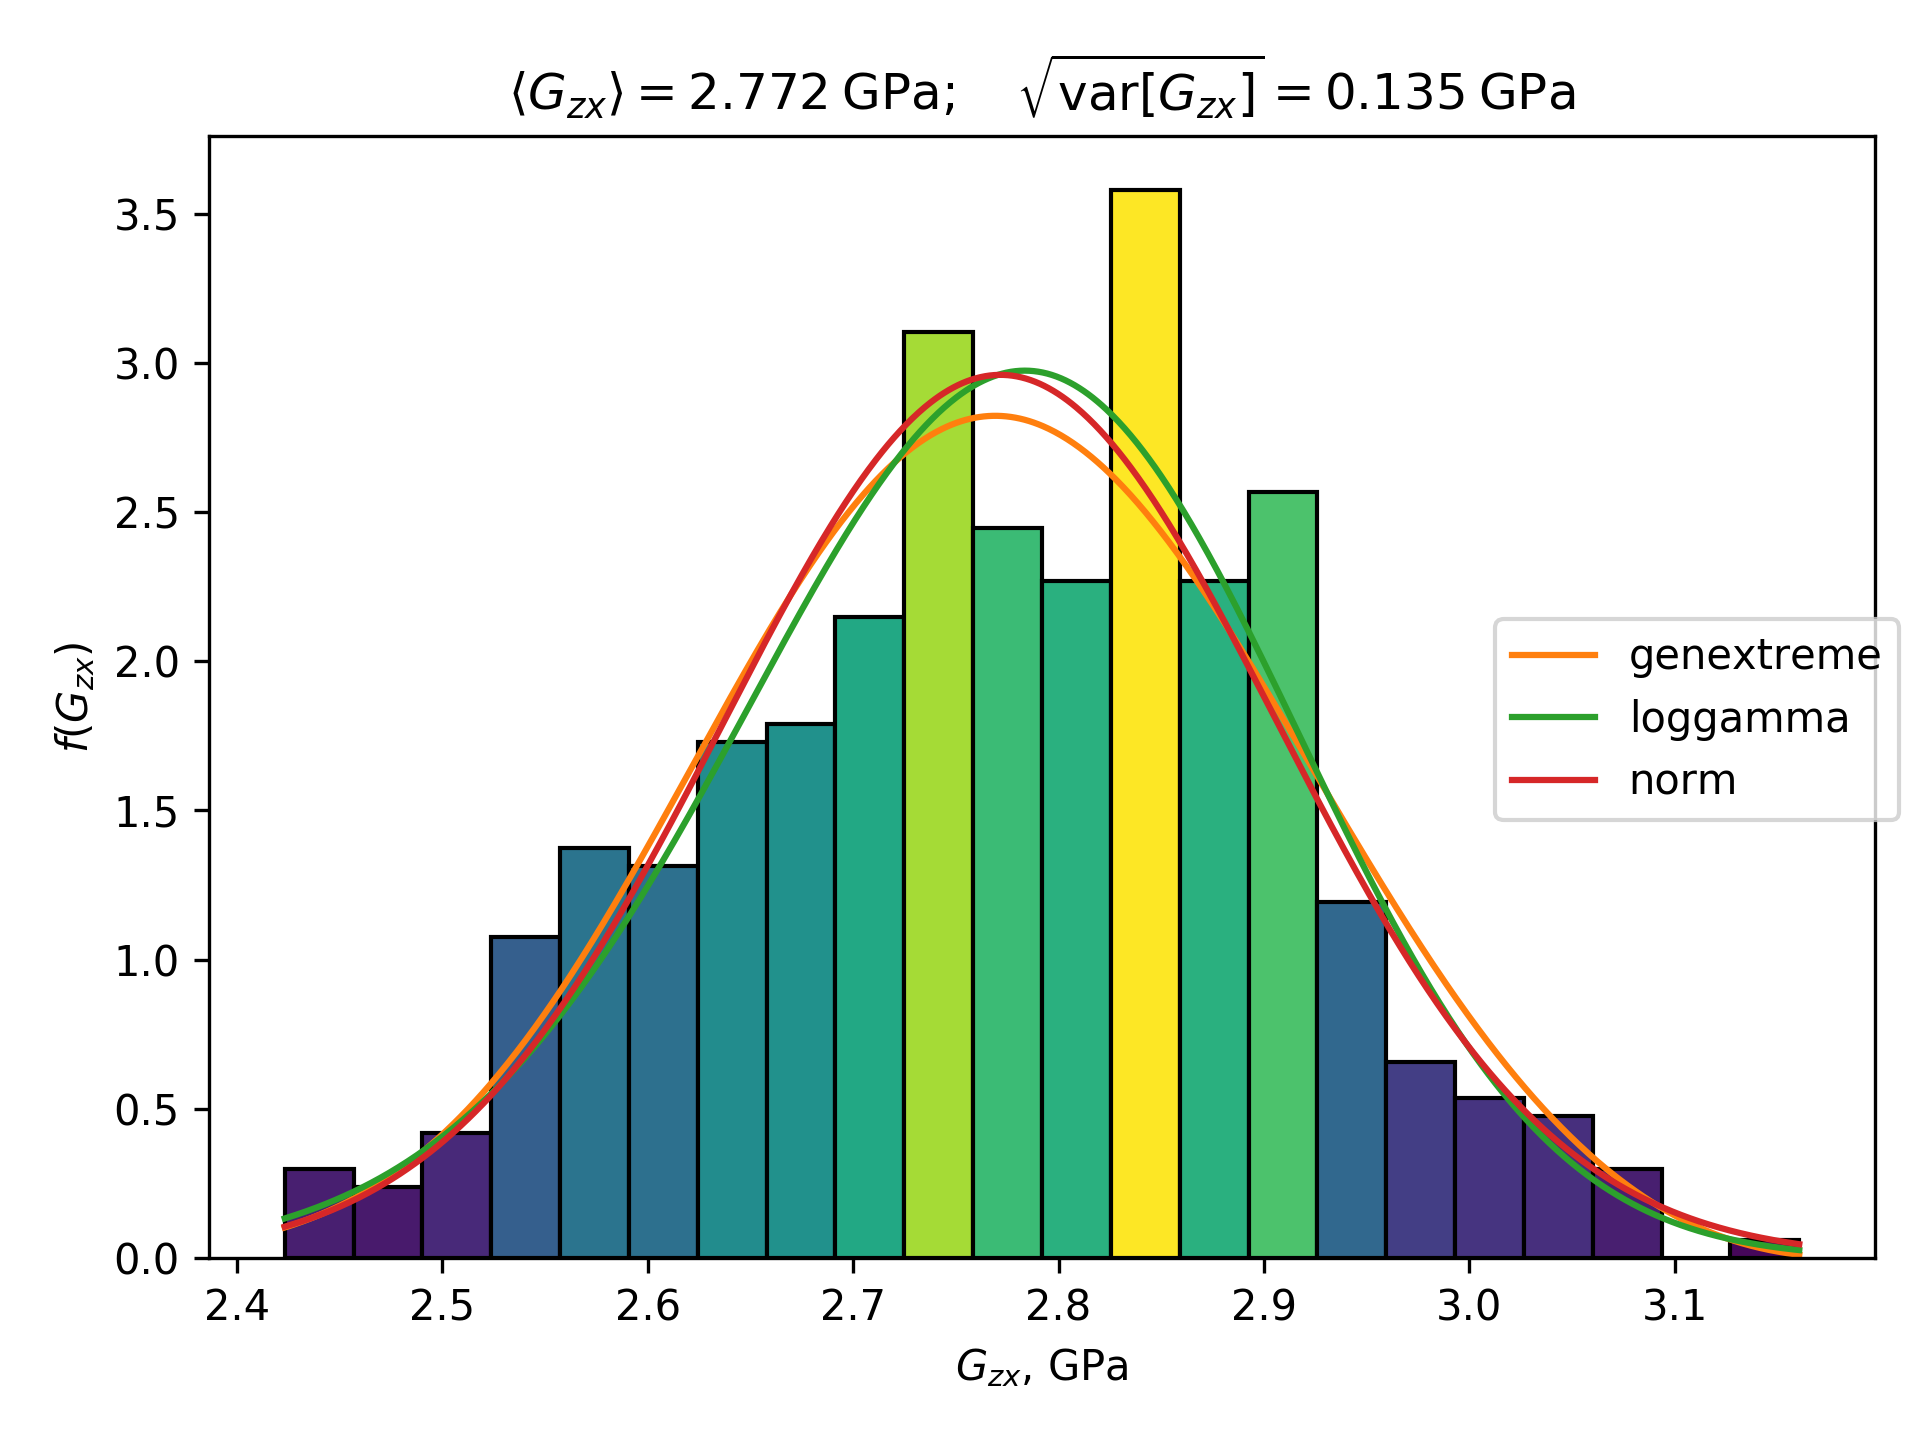 ⟨G_zx⟩ = 2.772 GPa; √var[G_zx] = 0.135 GPa
f(G_zx)
3.5
3.0
2.5
2.0
1.5
1.0
0.5
0.0
genextreme
loggamma
norm
2.4 2.5 2.6 2.7 2.8 2.9 3.0 3.1
G_zx, GPa